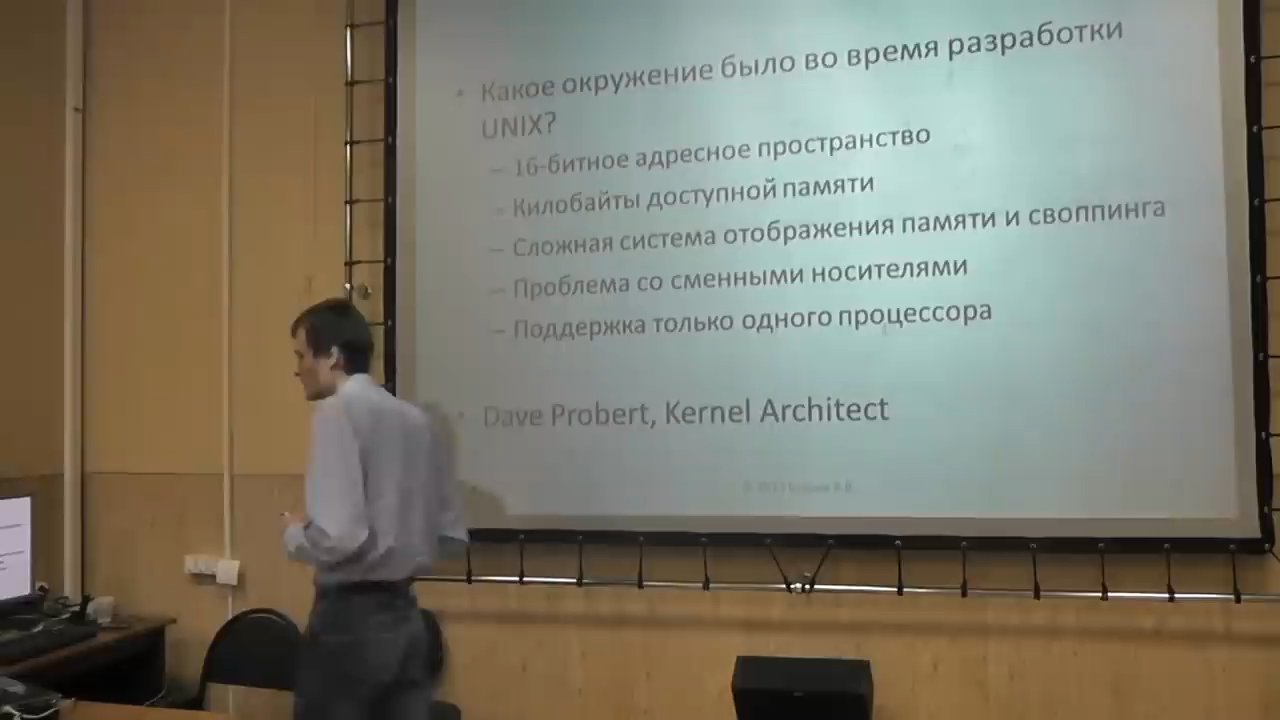 Какое окружение было во время разработки
UNIX?
– 16-битное адресное пространство
– Килобайты доступной памяти
– Сложная система отображения памяти и своппинга
– Проблема со сменными носителями
– Поддержка только одного процессора
• Dave Probert, Kernel Architect